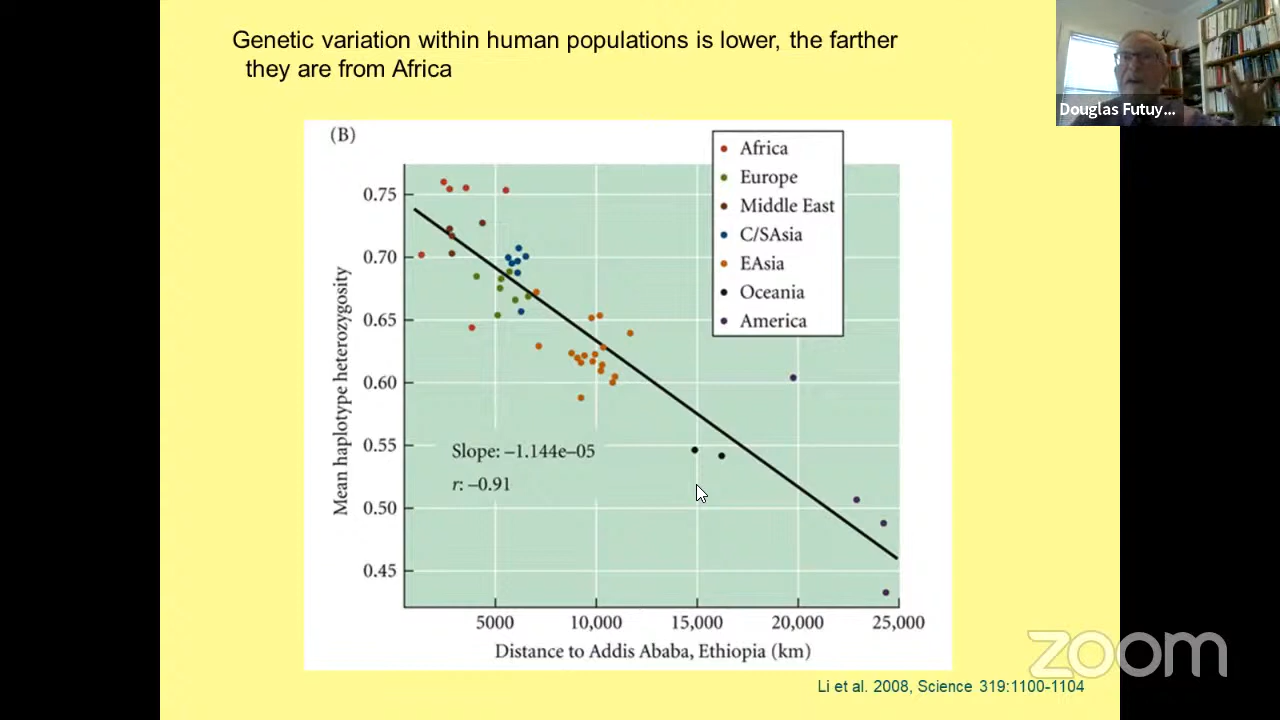 Genetic variation within human populations is lower, the farther
they are from Africa
Douglas Futuy...
(B)
Africa
Europe
Middle East
C/SAsia
EAsia
Oceania
America
Mean haplotype heterozygosity
0.75
0.70
0.65
0.60
0.55
0.50
0.45
Slope: –1.144e–05
r: –0.91
5000 10,000 15,000 20,000 25,000
Distance to Addis Ababa, Ethiopia (km)
zoom
Li et al. 2008, Science 319:1100-1104